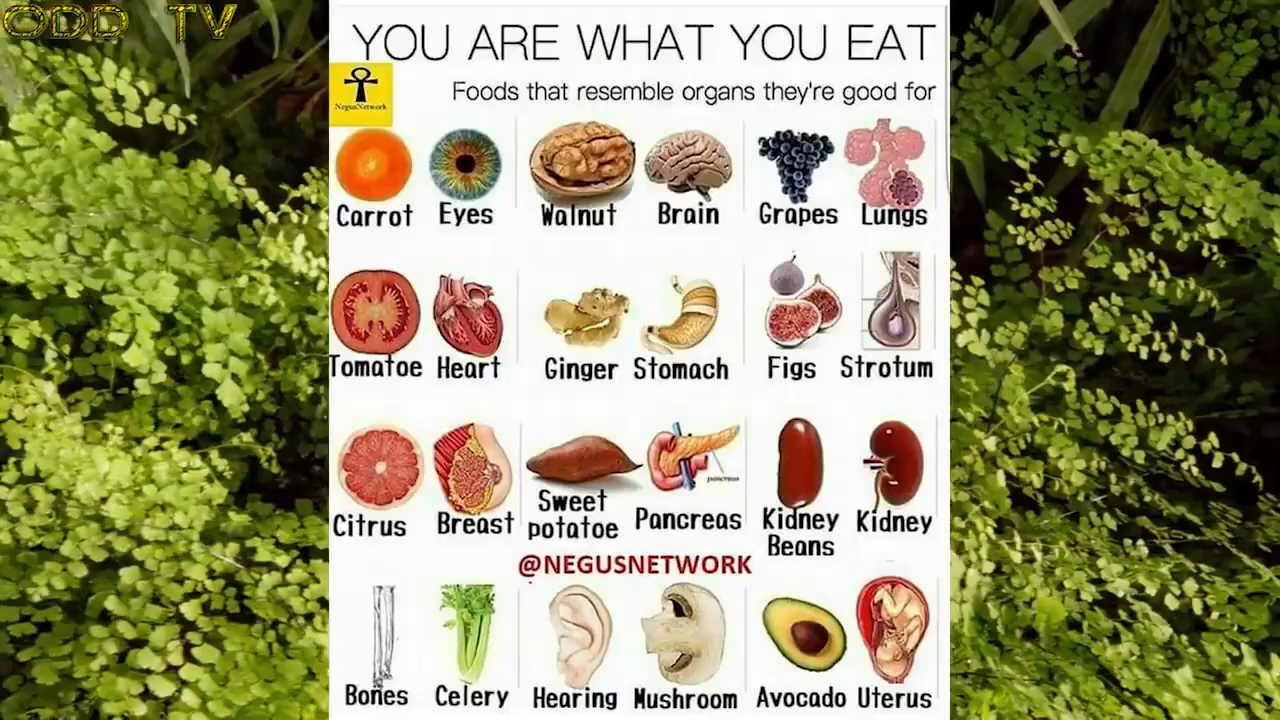 ODD TV
YOU ARE WHAT YOU EAT
NegusNetwork
Foods that resemble organs they're good for
Carrot Eyes Walnut Brain Grapes Lungs
Tomatoe Heart Ginger Stomach Figs Strotum
pancreas
Citrus Breast Sweet potatoe Pancreas Kidney Beans Kidney
@NEGUSNETWORK
Bones Celery Hearing Mushroom Avocado Uterus